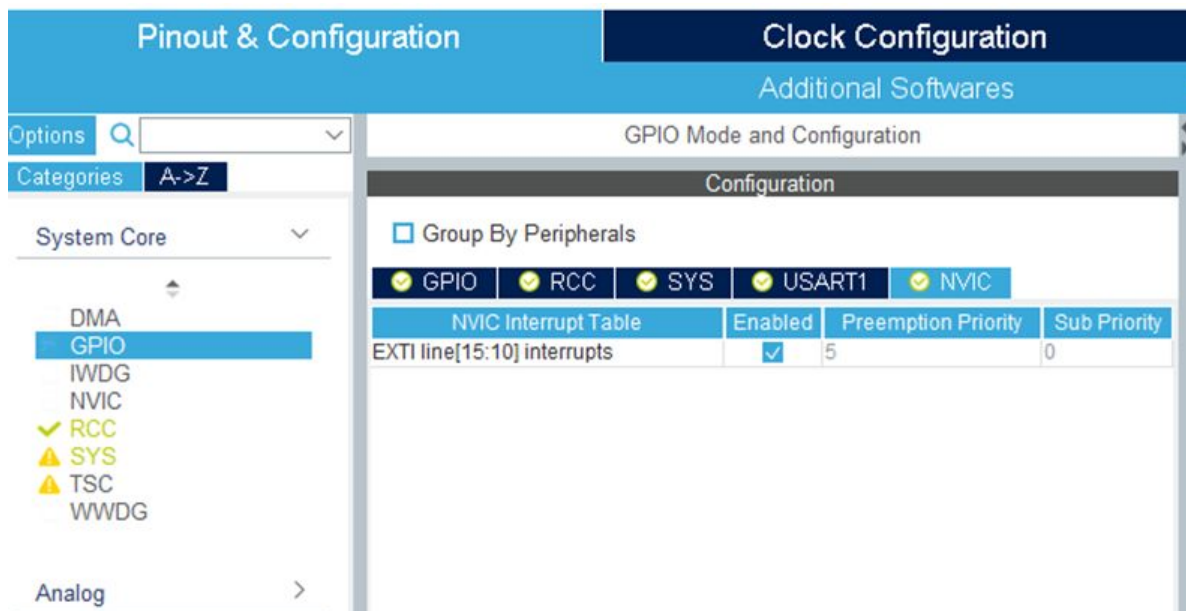 Pinout & Configuration
Clock Configuration
Additional Softwares
Options
GPIO Mode and Configuration
Categories
A->Z
Configuration
System Core
Group By Peripherals
GPIO
RCC
SYS
USART1
NVIC
NVIC Interrupt Table
Enabled
Preemption Priority
Sub Priority
EXTI line[15:10] interrupts
5
0
DMA
GPIO
IWDG
NVIC
RCC
SYS
TSC
WWDG
Analog